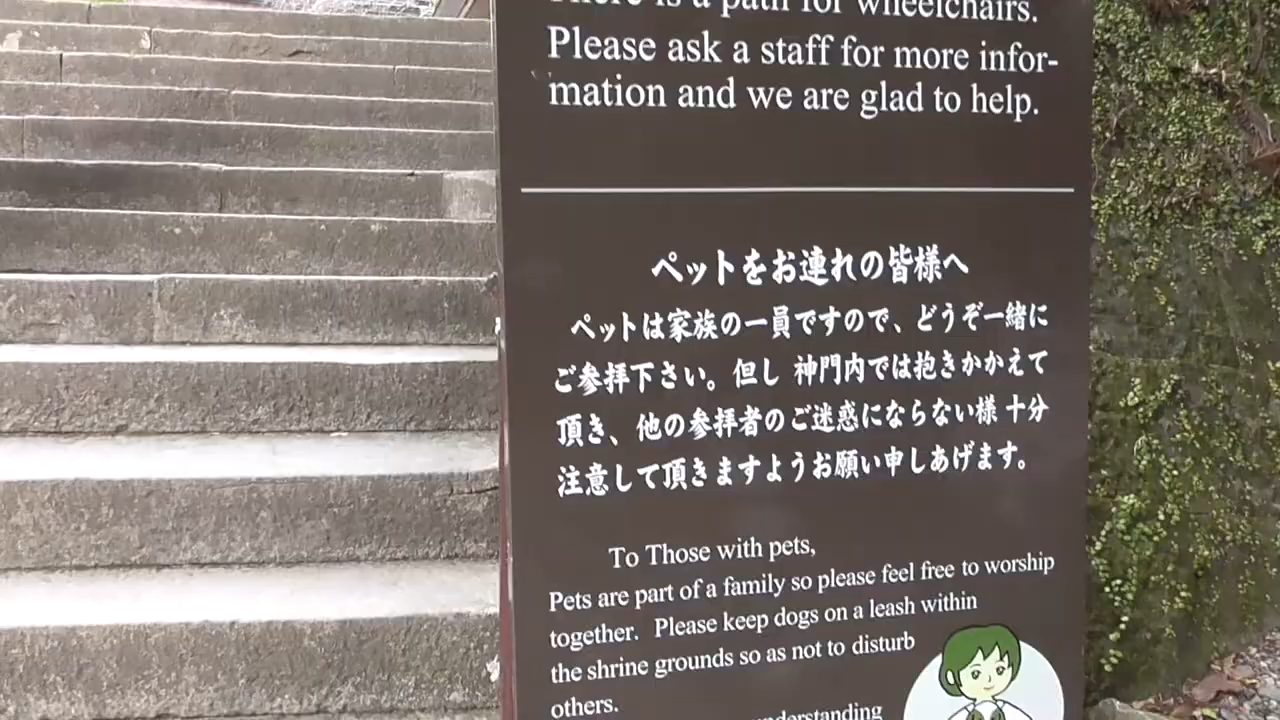 There is a path for wheelchairs.
Please ask a staff for more infor-
mation and we are glad to help.
ペットをお連れの皆様へ
ペットは家族の一員ですので、どうぞ一緒に
ご参拝下さい。但し 神門内では抱きかかえて
頂き、他の参拝者のご迷惑にならない様 十分
注意して頂きますようお願い申しあげます。
To Those with pets,
Pets are part of a family so please feel free to worship
together. Please keep dogs on a leash within
the shrine grounds so as not to disturb
others.
understanding